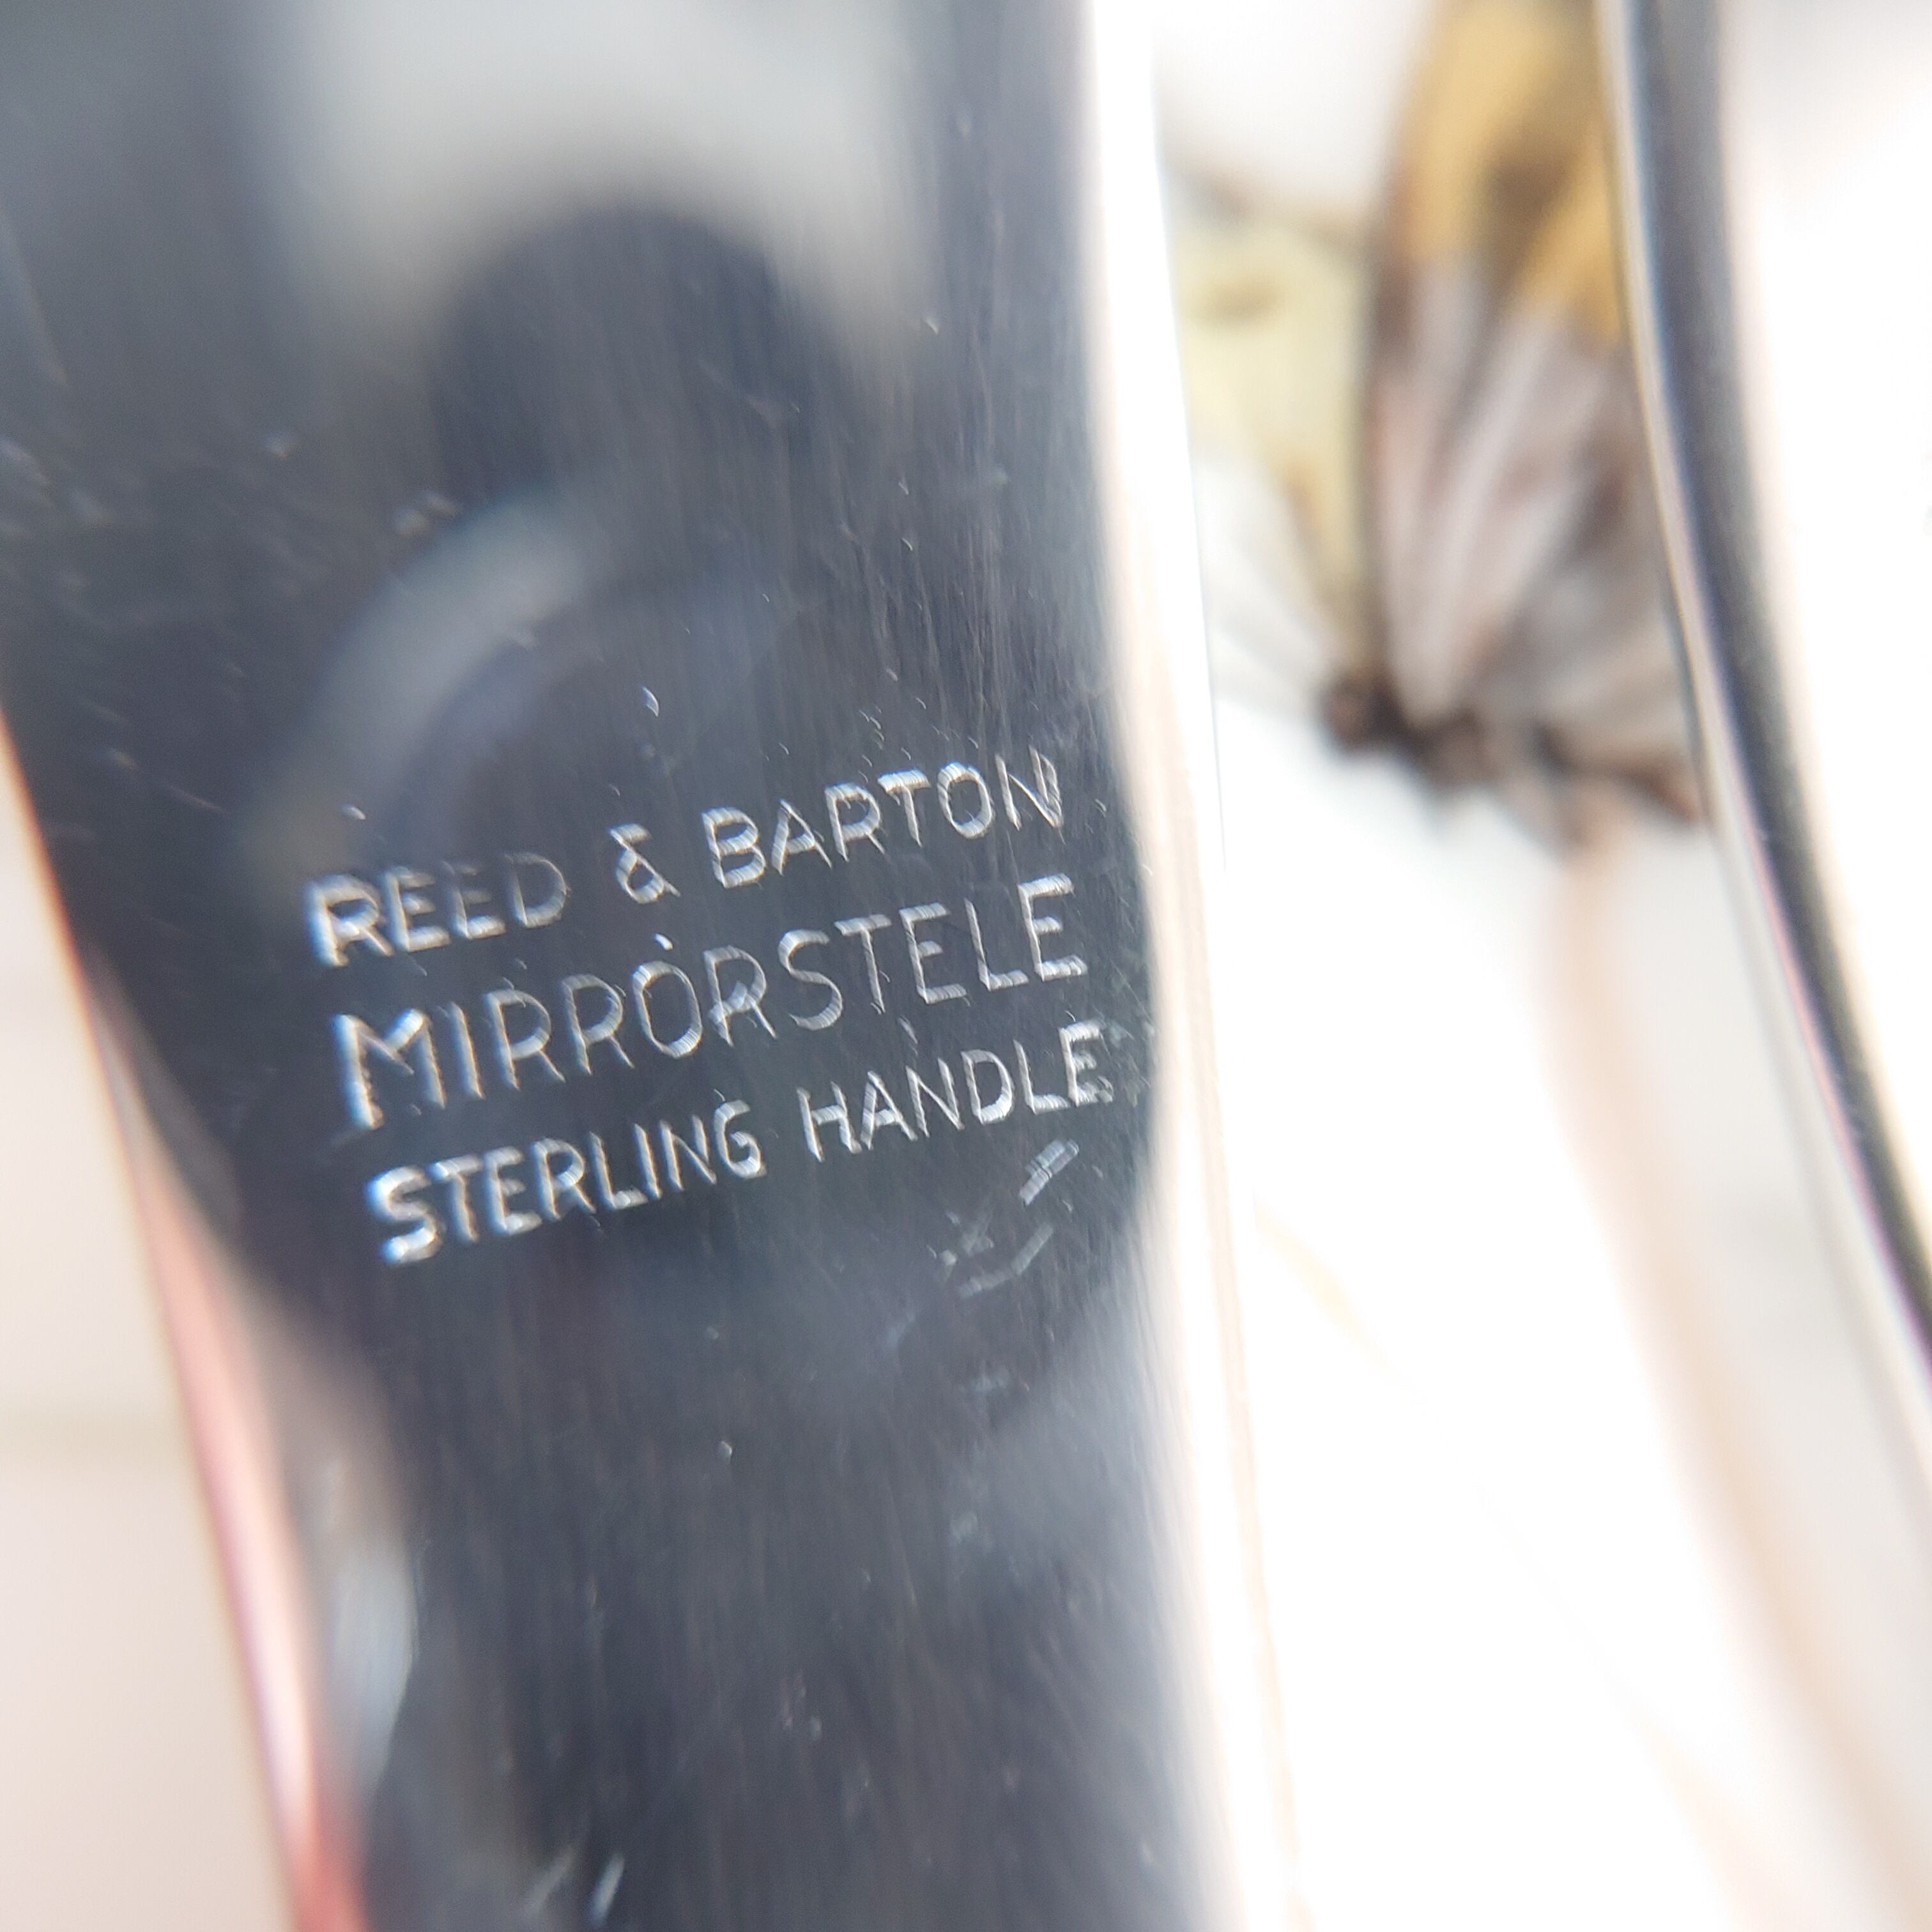 REED & BARTON
MIRRORSTELE
STERLING HANDLE